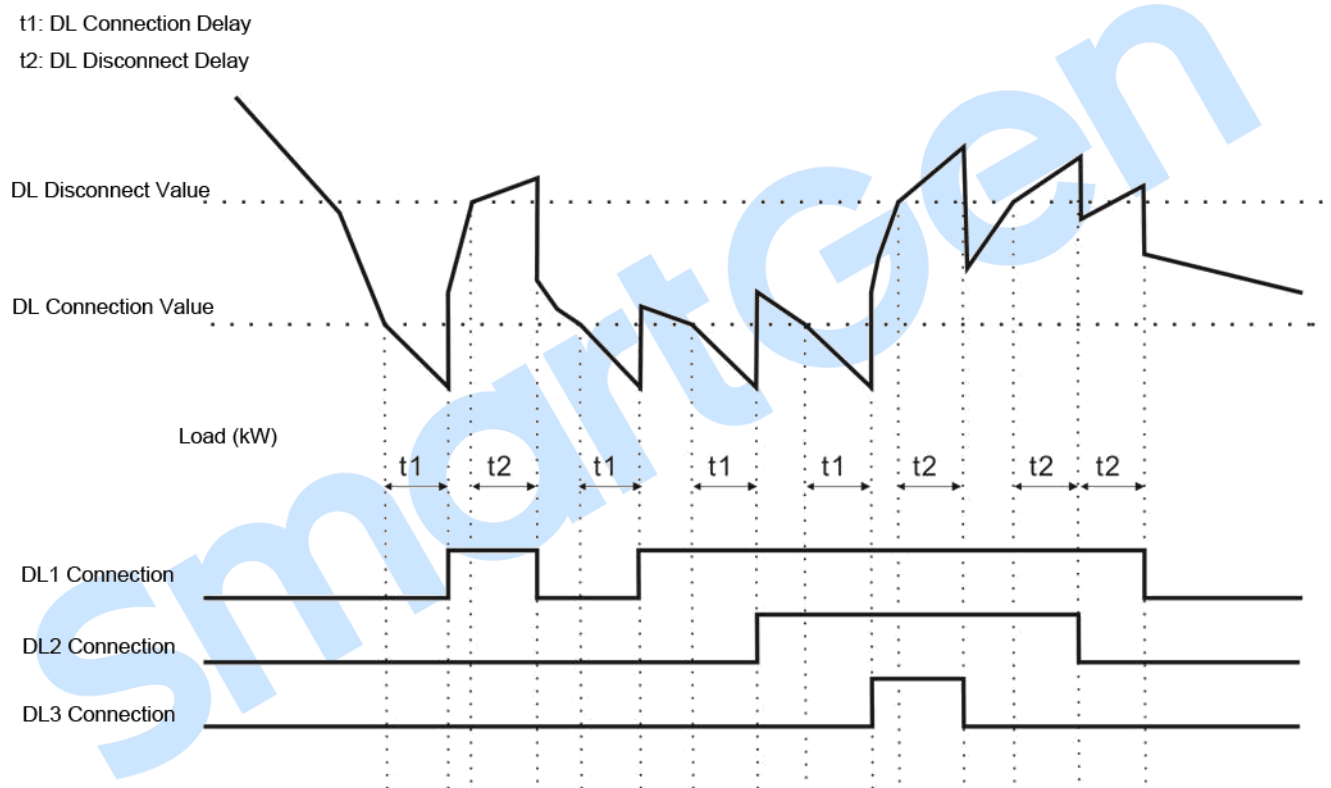 t1: DL Connection Delay
t2: DL Disconnect Delay
DL Disconnect Value
DL Connection Value
Load (kW)
t1 t2 t1 t1 t1 t2 t2 t2
DL1 Connection
DL2 Connection
DL3 Connection
smartGen